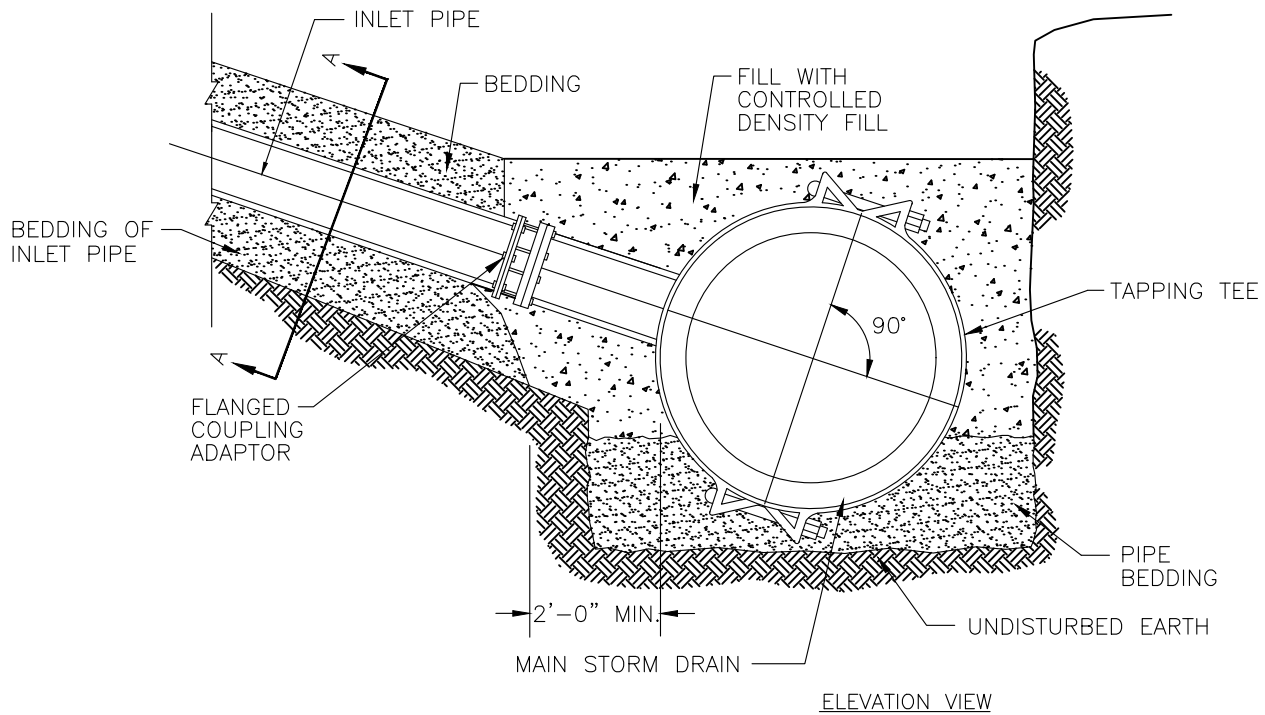 INLET PIPE
A
BEDDING
FILL WITH
CONTROLLED
DENSITY FILL
BEDDING OF
INLET PIPE
TAPPING TEE
90°
A
FLANGED
COUPLING
ADAPTOR
PIPE
BEDDING
2'-0" MIN.
UNDISTURBED EARTH
MAIN STORM DRAIN
ELEVATION VIEW